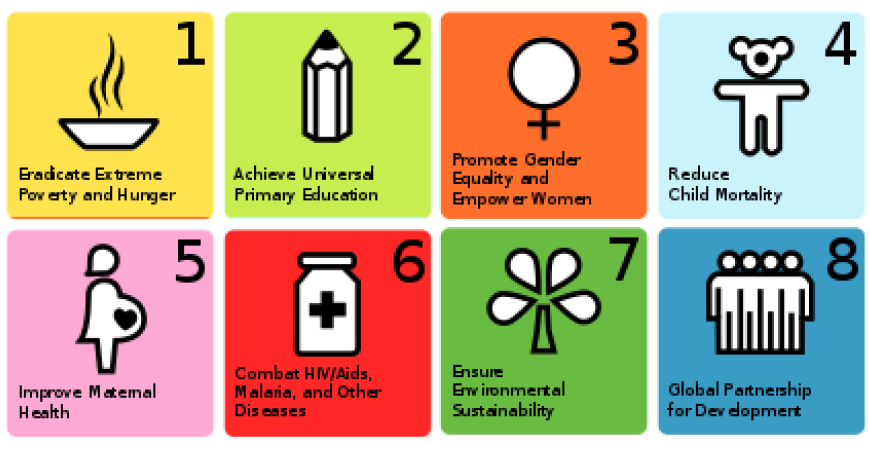 1
Eradicate Extreme
Poverty and Hunger
2
Achieve Universal
Primary Education
3
Promote Gender
Equality and
Empower Women
4
Reduce
Child Mortality
5
Improve Maternal
Health
6
Combat HIV/Aids,
Malaria, and Other
Diseases
7
Ensure
Environmental
Sustainability
8
Global Partnership
for Development